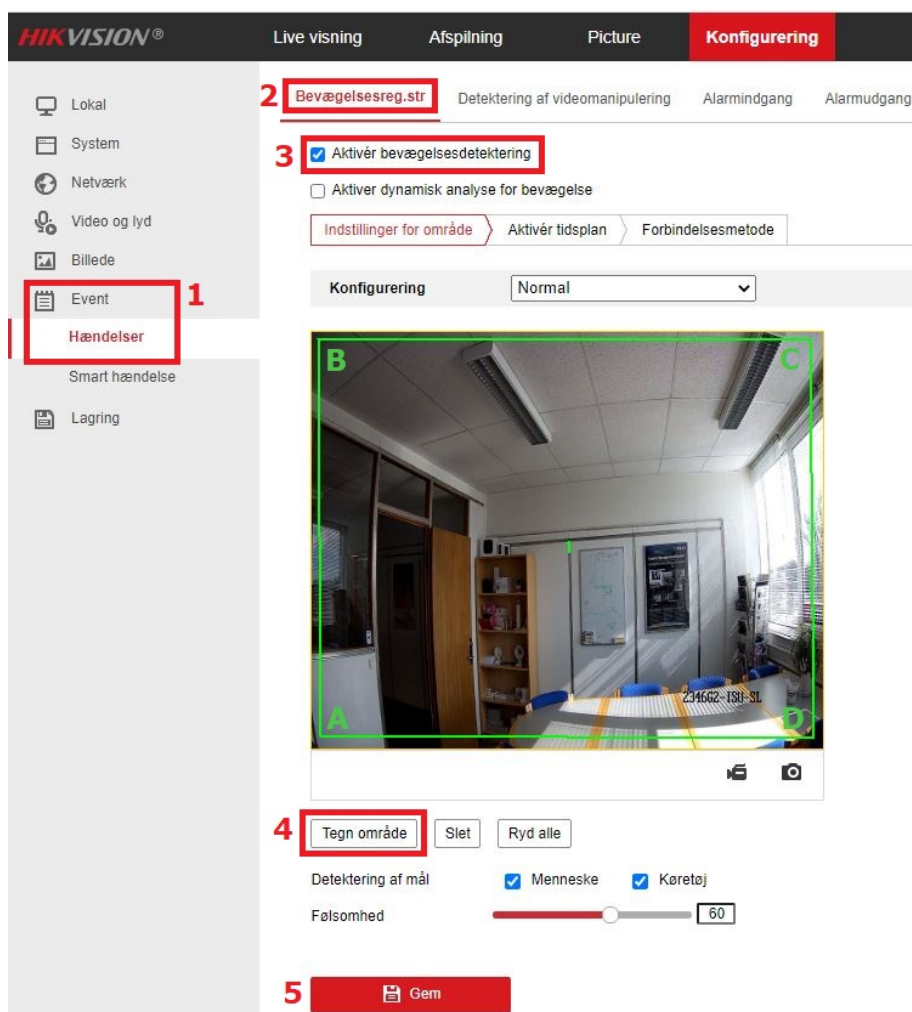 HIKVISION®
Live visning Afspilning Picture Konfigurering
Lokal
System
Netværk
Video og lyd
Billede
Event
1
Hændelser
Smart hændelse
Lagring
2 Bevægelsesreg.str Detektering af videomanipulering Alarmindgang Alarmudgang
3 Aktivér bevægelsesdetektering
Aktiver dynamisk analyse for bevægelse
Indstillinger for område Aktivér tidsplan Forbindelsesmetode
Konfigurering Normal
B C
2346G2-ISU-SL
A D
4 Tegn område Slet Ryd alle
Detektering af mål Menneske Køretøj
Følsomhed 60
5 Gem